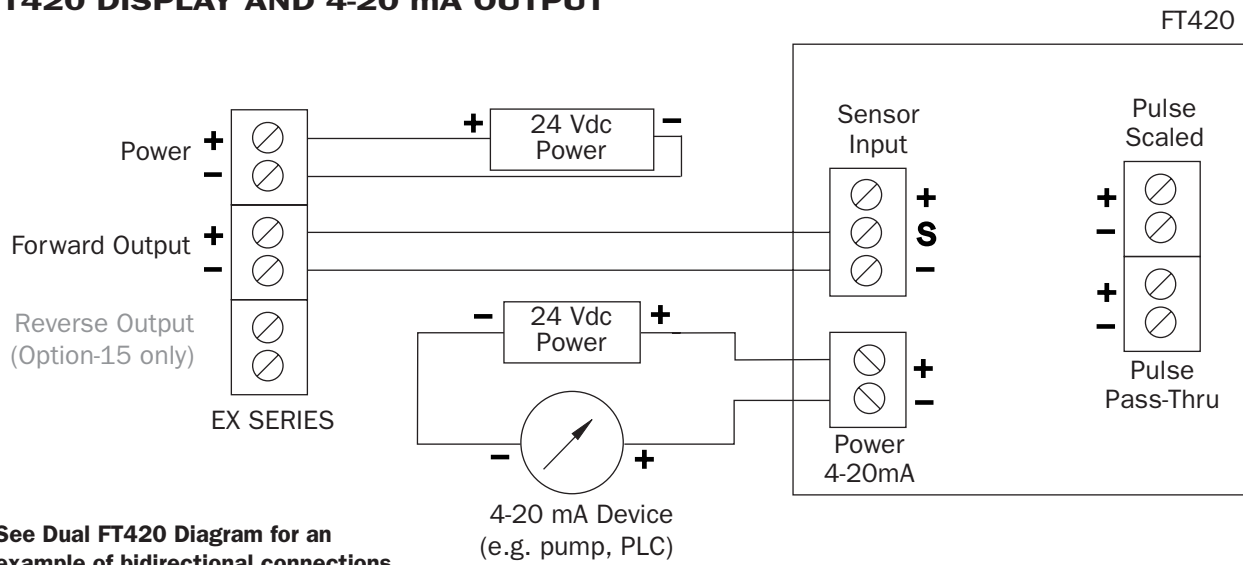 T420 DISPLAY AND 4-20 mA OUTPUT
FT420
Power
+
-
+
24 Vdc
Power
-
Sensor
Input
+
S
-
Pulse
Scaled
+
-
Forward Output
+
-
Reverse Output
(Option-15 only)
EX SERIES
-
24 Vdc
Power
+
-
+
4-20 mA Device
(e.g. pump, PLC)
+
-
Power
4-20mA
+
-
Pulse
Pass-Thru
See Dual FT420 Diagram for an
example of bidirectional connections